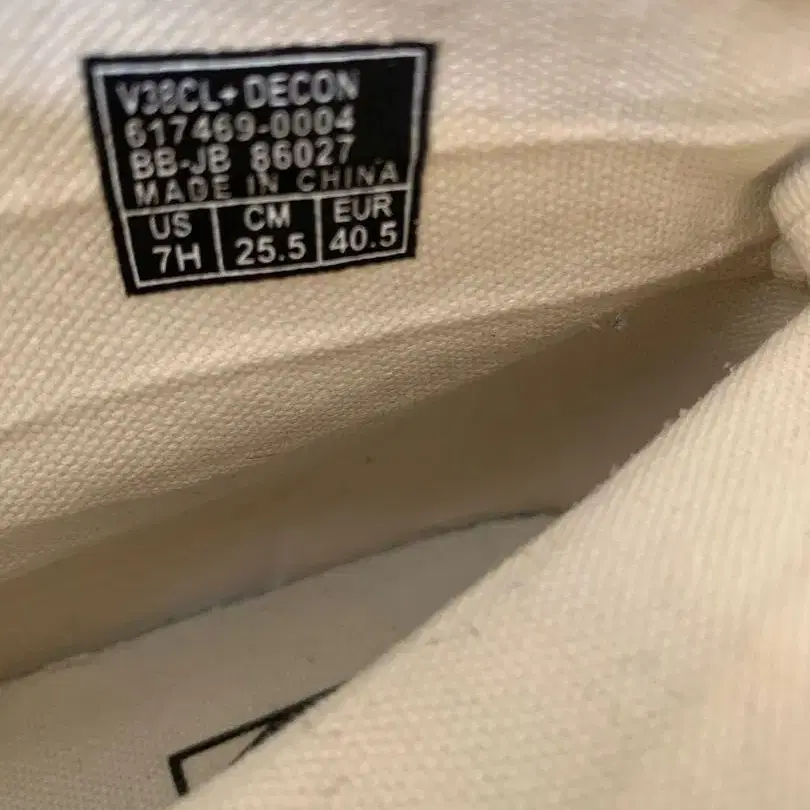 V38CL+ DECON
617469-0004
BB-JB 86027
MADE IN CHINA
US CM EUR
7H 25.5 40.5